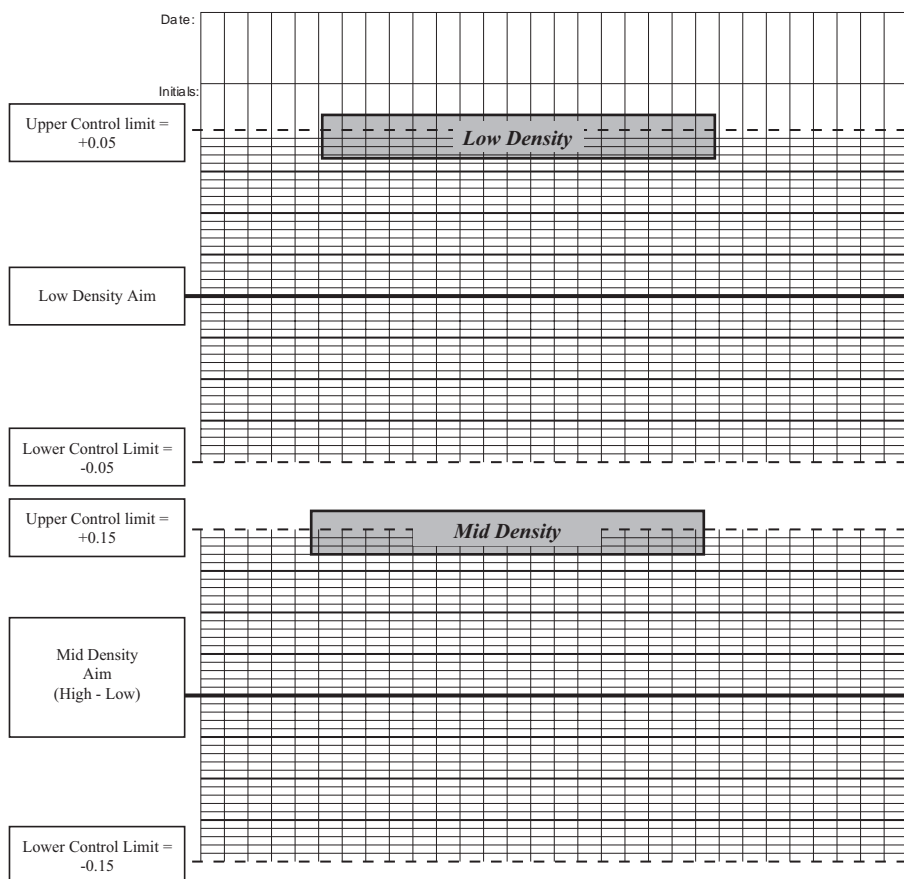 Date:
Initials:
Upper Control limit =
+0.05
Low Density
Low Density Aim
Lower Control Limit =
-0.05
Upper Control limit =
+0.15
Mid Density
Mid Density
Aim
(High - Low)
Lower Control Limit =
-0.15